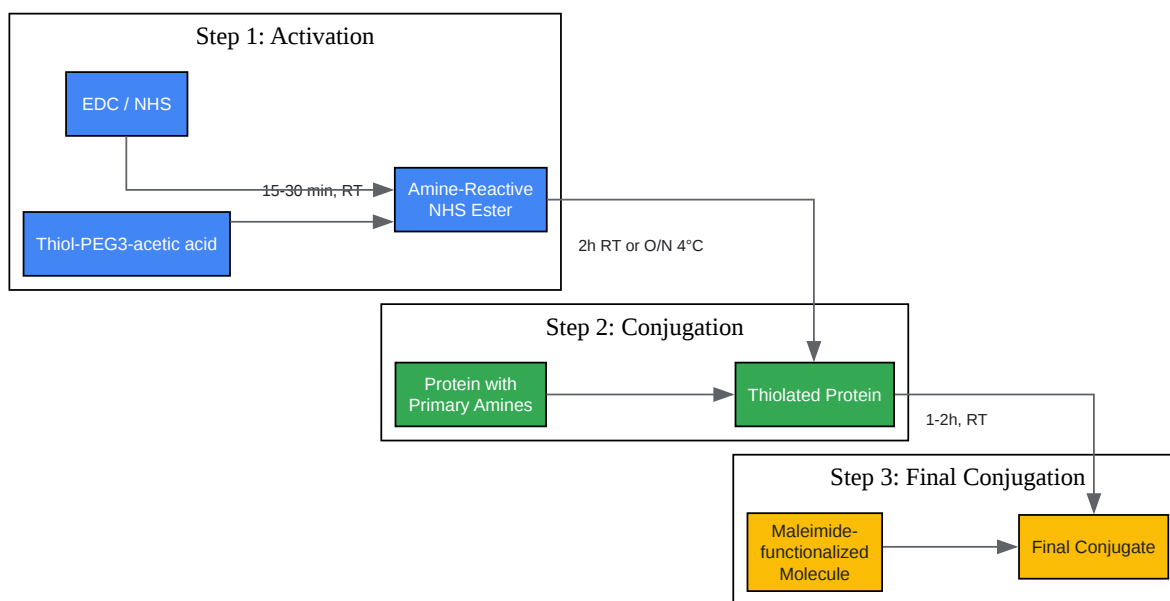 Step 1: Activation
EDC / NHS
15-30 min, RT
Amine-Reactive
NHS Ester
Thiol-PEG3-acetic acid
2h RT or O/N 4°C
Step 2: Conjugation
Protein with
Primary Amines
Thiolated Protein
1-2h, RT
Step 3: Final Conjugation
Maleimide-
functionalized
Molecule
Final Conjugate